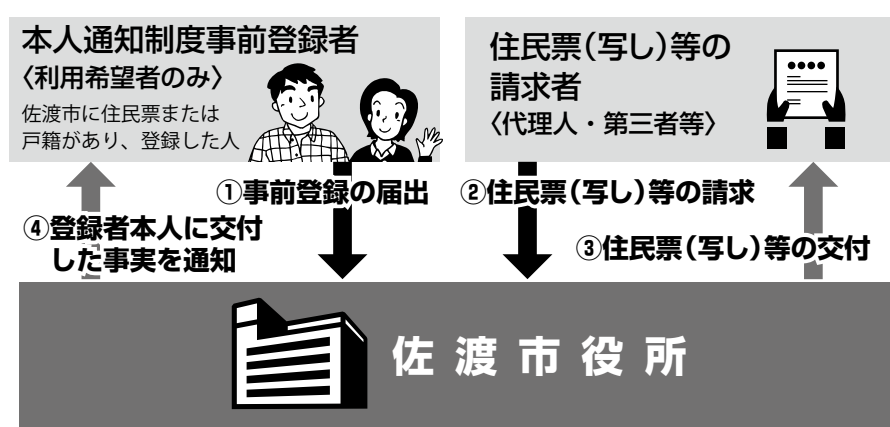 本人通知制度事前登録者
〈利用希望者のみ〉
佐渡市に住民票または
戸籍があり、登録した人
住民票(写し)等の
請求者
〈代理人・第三者等〉
①事前登録の届出
②住民票(写し)等の請求
③住民票(写し)等の交付
④登録者本人に交付
した事実を通知
佐渡市役所